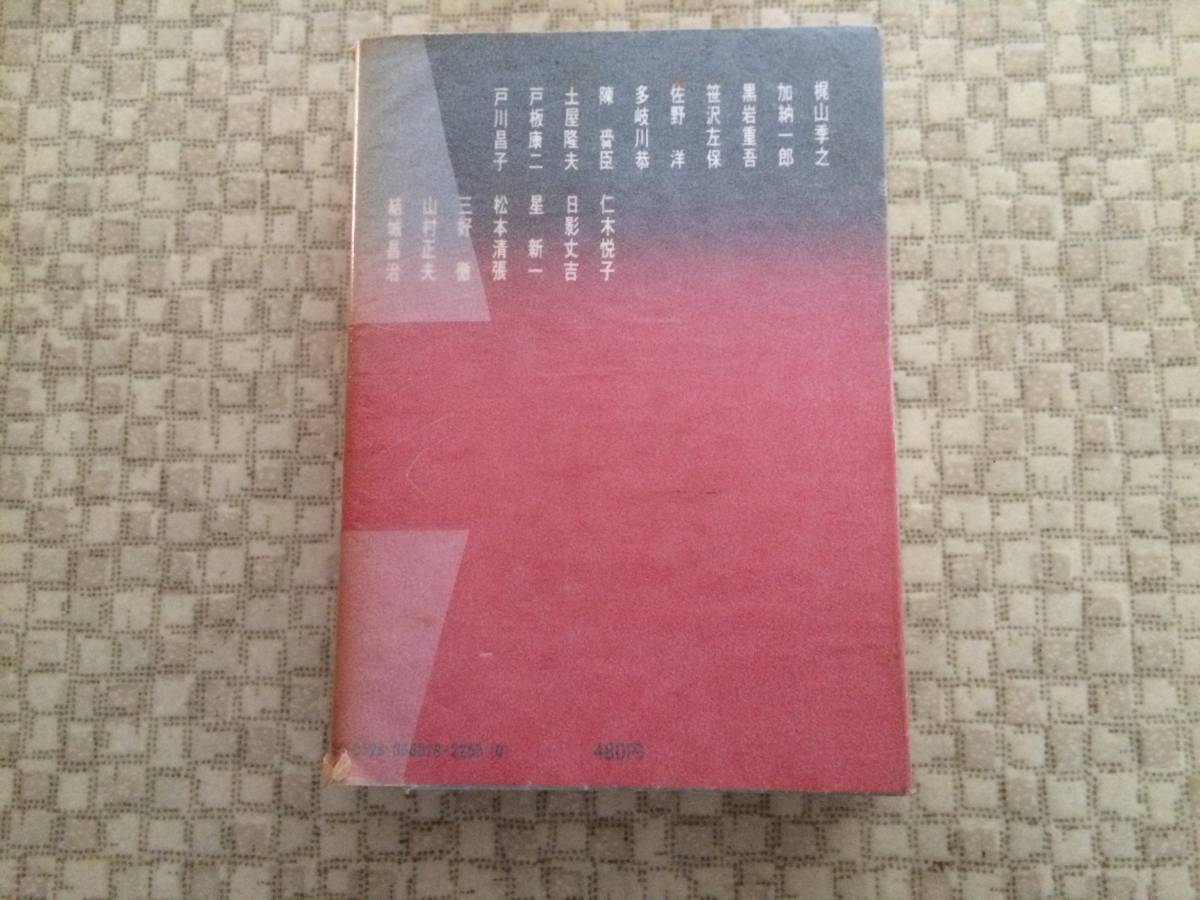 梶山季之
加納一郎
黒岩重吾
笹沢左保
佐野 洋
多岐川恭
陳 舜臣
土屋隆夫
戸板康二
戸川昌子
仁木悦子
日影丈吉
星 新一
松本清張
三好 徹
山村正夫
結城昌治
480円